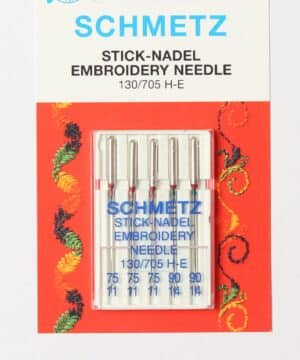 SCHMETZ
STICK-NADEL
EMBROIDERY NEEDLE
130/705 H-E
SCHMETZ
STICK-NADEL
EMBROIDERY
NEEDLE
130/705 H-E
75 75 75 90 90
11 11 11 14 14